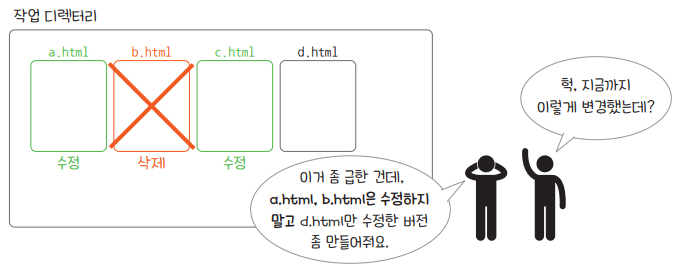 작업 디렉터리
a.html
b.html
c.html
d.html
수정
삭제
수정
헉, 지금까지
이렇게 변경했는데?
이거 좀 급한 건데,
a.html, b.html은 수정하지
말고 d.html만 수정한 버전
좀 만들어줘요.